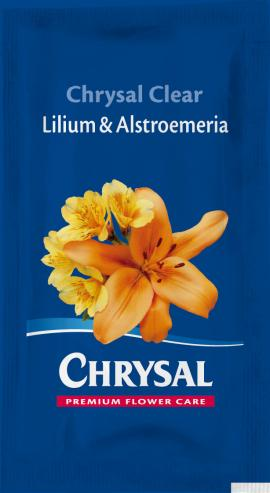 Chrysal Clear
Lilium & Alstroemeria
CHRYSAL
PREMIUM FLOWER CARE